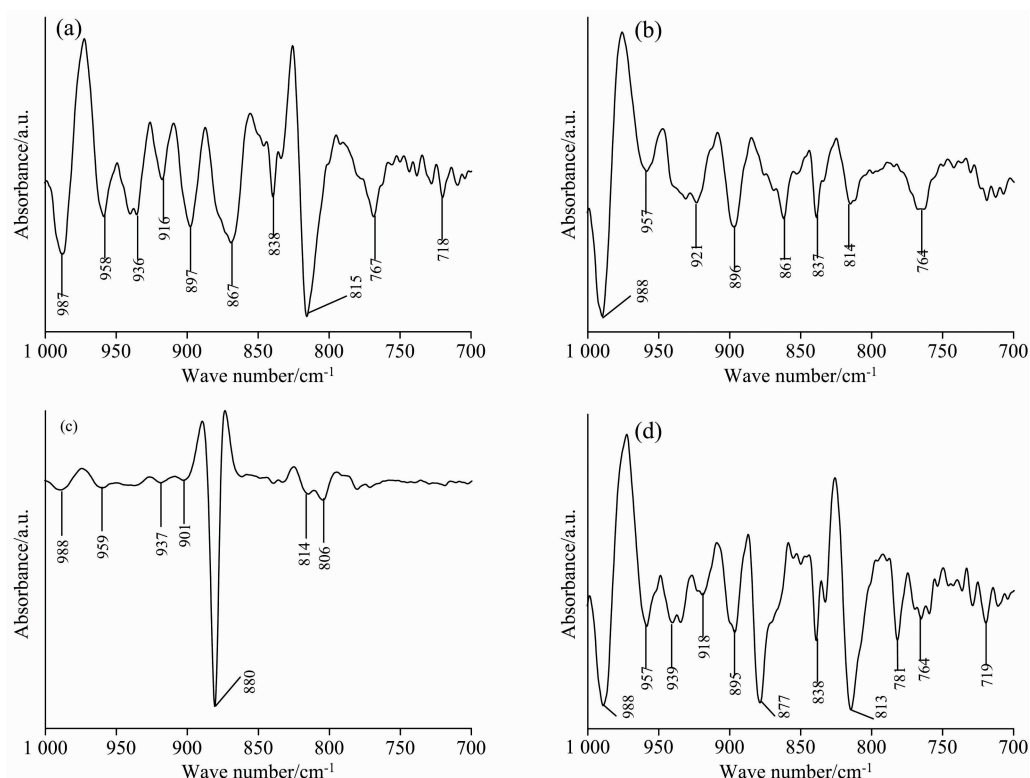 (a)
Absorbance/a.u.
987
958
936
916
897
867
838
815
767
718
1 000 950 900 850 800 750 700
Wave number/cm-1
(b)
Absorbance/a.u.
988
957
921
896
861
837
814
764
1 000 950 900 850 800 750 700
Wave number/cm-1
(c)
Absorbance/a.u.
988
959
937
901
880
814
806
1 000 950 900 850 800 750 700
Wave number/cm-1
(d)
Absorbance/a.u.
988
957
939
918
895
877
838
813
781
764
719
1 000 950 900 850 800 750 700
Wave number/cm-1